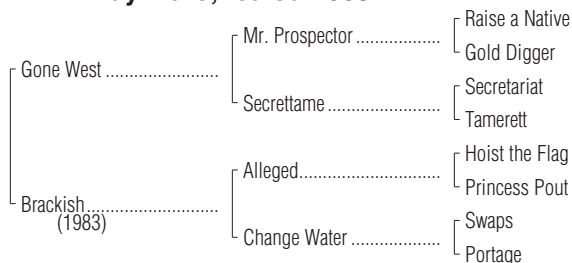 Raise a Native
Mr. Prospector
Gold Digger
Gone West
Secretariat
Secrettame
Tamerett
Hoist the Flag
Alleged
Princess Pout
Brackish
(1983)
Swaps
Change Water
Portage